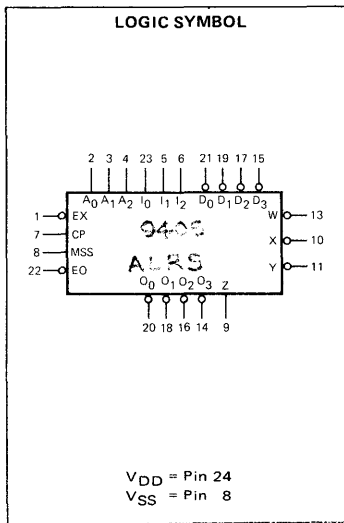 LOGIC SYMBOL
2 3 4 23 5 6 21 19 17 15
A0 A1 A2 I0 I1 I2 D0 D1 D2 D3
1 EX W 13
7 CP 9405 X 10
8 MSS ALRS Y 11
22 EO
O0 O1 O2 O3 Z
20 18 16 14 9
VDD = Pin 24
VSS = Pin 8